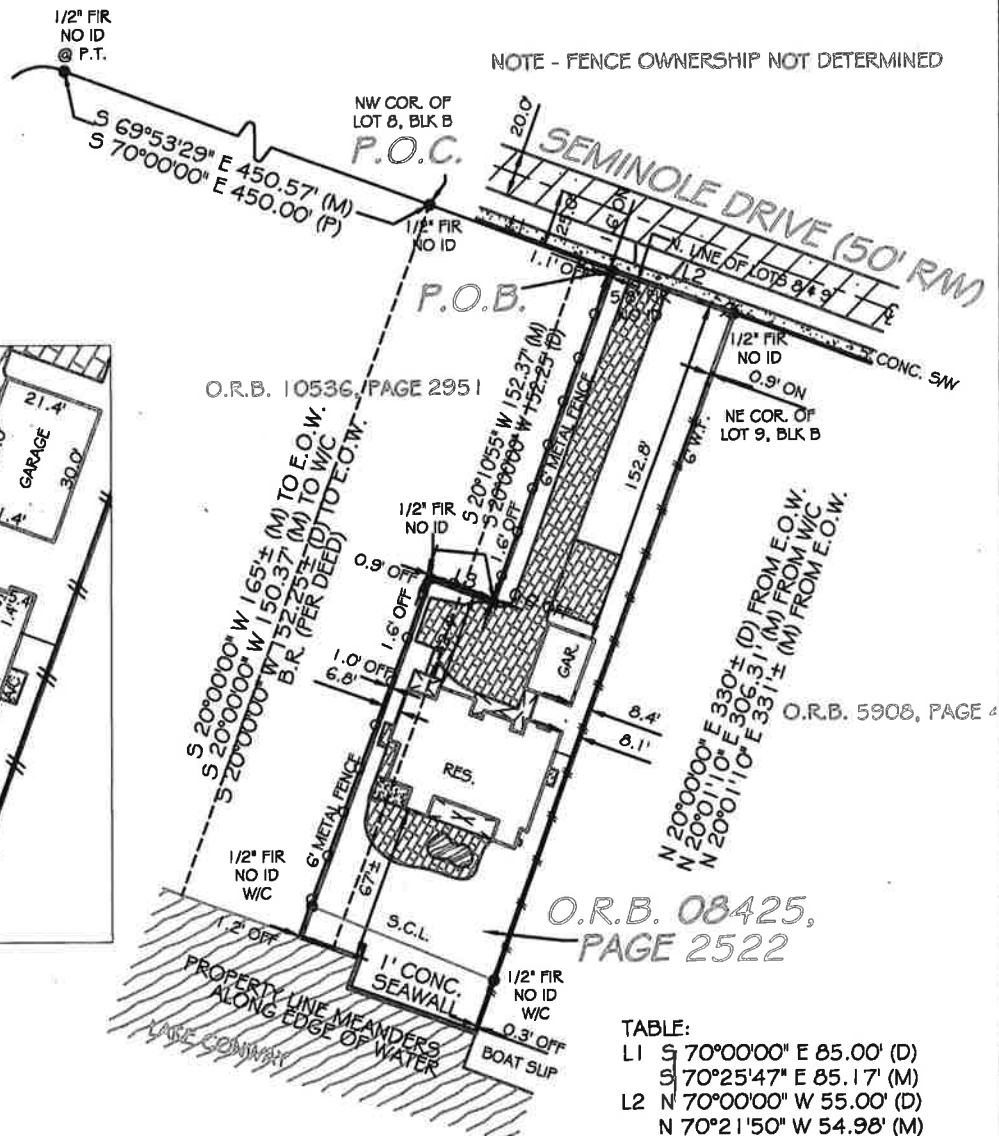 1/2" FIR
NO ID
@ P.T.
NOTE - FENCE OWNERSHIP NOT DETERMINED
NW COR. OF
LOT 8, BLK B
P.O.C.
20.0'
SEMINOLE DRIVE (50' R/W)
S 69°53'29" E 450.57' (M)
S 70°00'00" E 450.00' (P)
1/2" FIR
NO ID
N. LINE OF LOTS 8 & 9
L2
1.1' OFF
P.O.B.
NO ID
1/2" FIR
NO ID
CONC. S/W
0.9' ON
NE COR. OF
LOT 9, BLK B
O.R.B. 10536, PAGE 2951
21.4'
GARAGE
30.0'
1.4'
1.4'
A/C
S 20°00'00" W 165'± (M) TO E.O.W.
S 20°00'00" W 150.37' (M) TO W/C
S 20°00'00" W 152.25'± (D) TO E.O.W.
B.R. (PER DEED)
S 20°10'55" W 152.37' (M)
S 20°00'00" W 152.25' (D)
6' METAL FENCE
6' W.F.
152.8'
1/2" FIR
NO ID
0.9' OFF
1.6' OFF
1.6' OFF
1.0' OFF
6.8'
GAR.
8.4'
8.1'
O.R.B. 5908, PAGE
N 20°00'00" E 330'± (D) FROM E.O.W.
N 20°01'10" E 306.31' (M) FROM W/C
N 20°01'10" E 331'± (M) FROM E.O.W.
RES.
6' METAL FENCE
67'±
1/2" FIR
NO ID
W/C
S.C.L.
O.R.B. 08425,
PAGE 2522
1.2' OFF
1' CONC.
SEAWALL
1/2" FIR
NO ID
W/C
PROPERTY LINE MEANDERS
ALONG EDGE OF WATER
LAKE CONWAY
0.3' OFF
BOAT SLIP
TABLE:
L1 S 70°00'00" E 85.00' (D)
S 70°25'47" E 85.17' (M)
L2 N 70°00'00" W 55.00' (D)
N 70°21'50" W 54.98' (M)